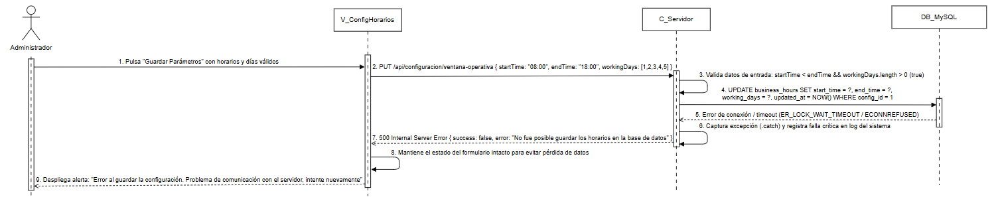 V_ConfigHorarios
C_Servidor
DB_MySQL
Administrador
1. Pulsa "Guardar Parámetros" con horarios y días válidos
2. PUT /api/configuracion/ventana-operativa { startTime: "08:00", endTime: "18:00", workingDays: [1,2,3,4,5] }
3. Valida datos de entrada: startTime < endTime && workingDays.length > 0 (true)
4. UPDATE business_hours SET start_time = ?, end_time = ?,
working_days = ?, updated_at = NOW() WHERE config_id = 1
5. Error de conexión / timeout (ER_LOCK_WAIT_TIMEOUT / ECONNREFUSED)
6. Captura excepción (.catch) y registra falla crítica en log del sistema
7. 500 Internal Server Error { success: false, error: "No fue posible guardar los horarios en la base de datos" }
8. Mantiene el estado del formulario intacto para evitar pérdida de datos
9. Despliega alerta: "Error al guardar la configuración. Problema de comunicación con el servidor, intente nuevamente"